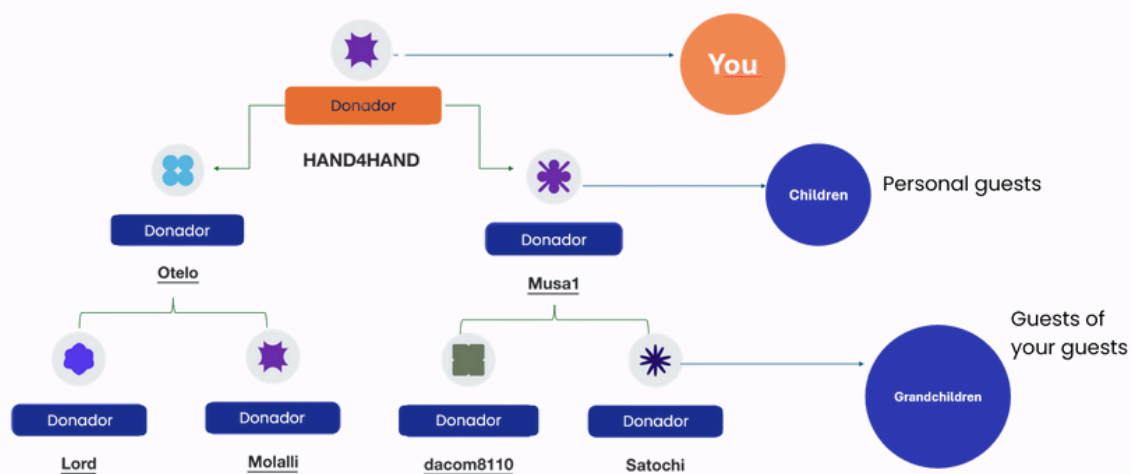 You
Donador
HAND4HAND
Children
Personal guests
Donador
Donador
Otelo
Musa1
Guests of
your guests
Grandchildren
Donador
Donador
Donador
Donador
Lord
Molalli
dacom8110
Satochi